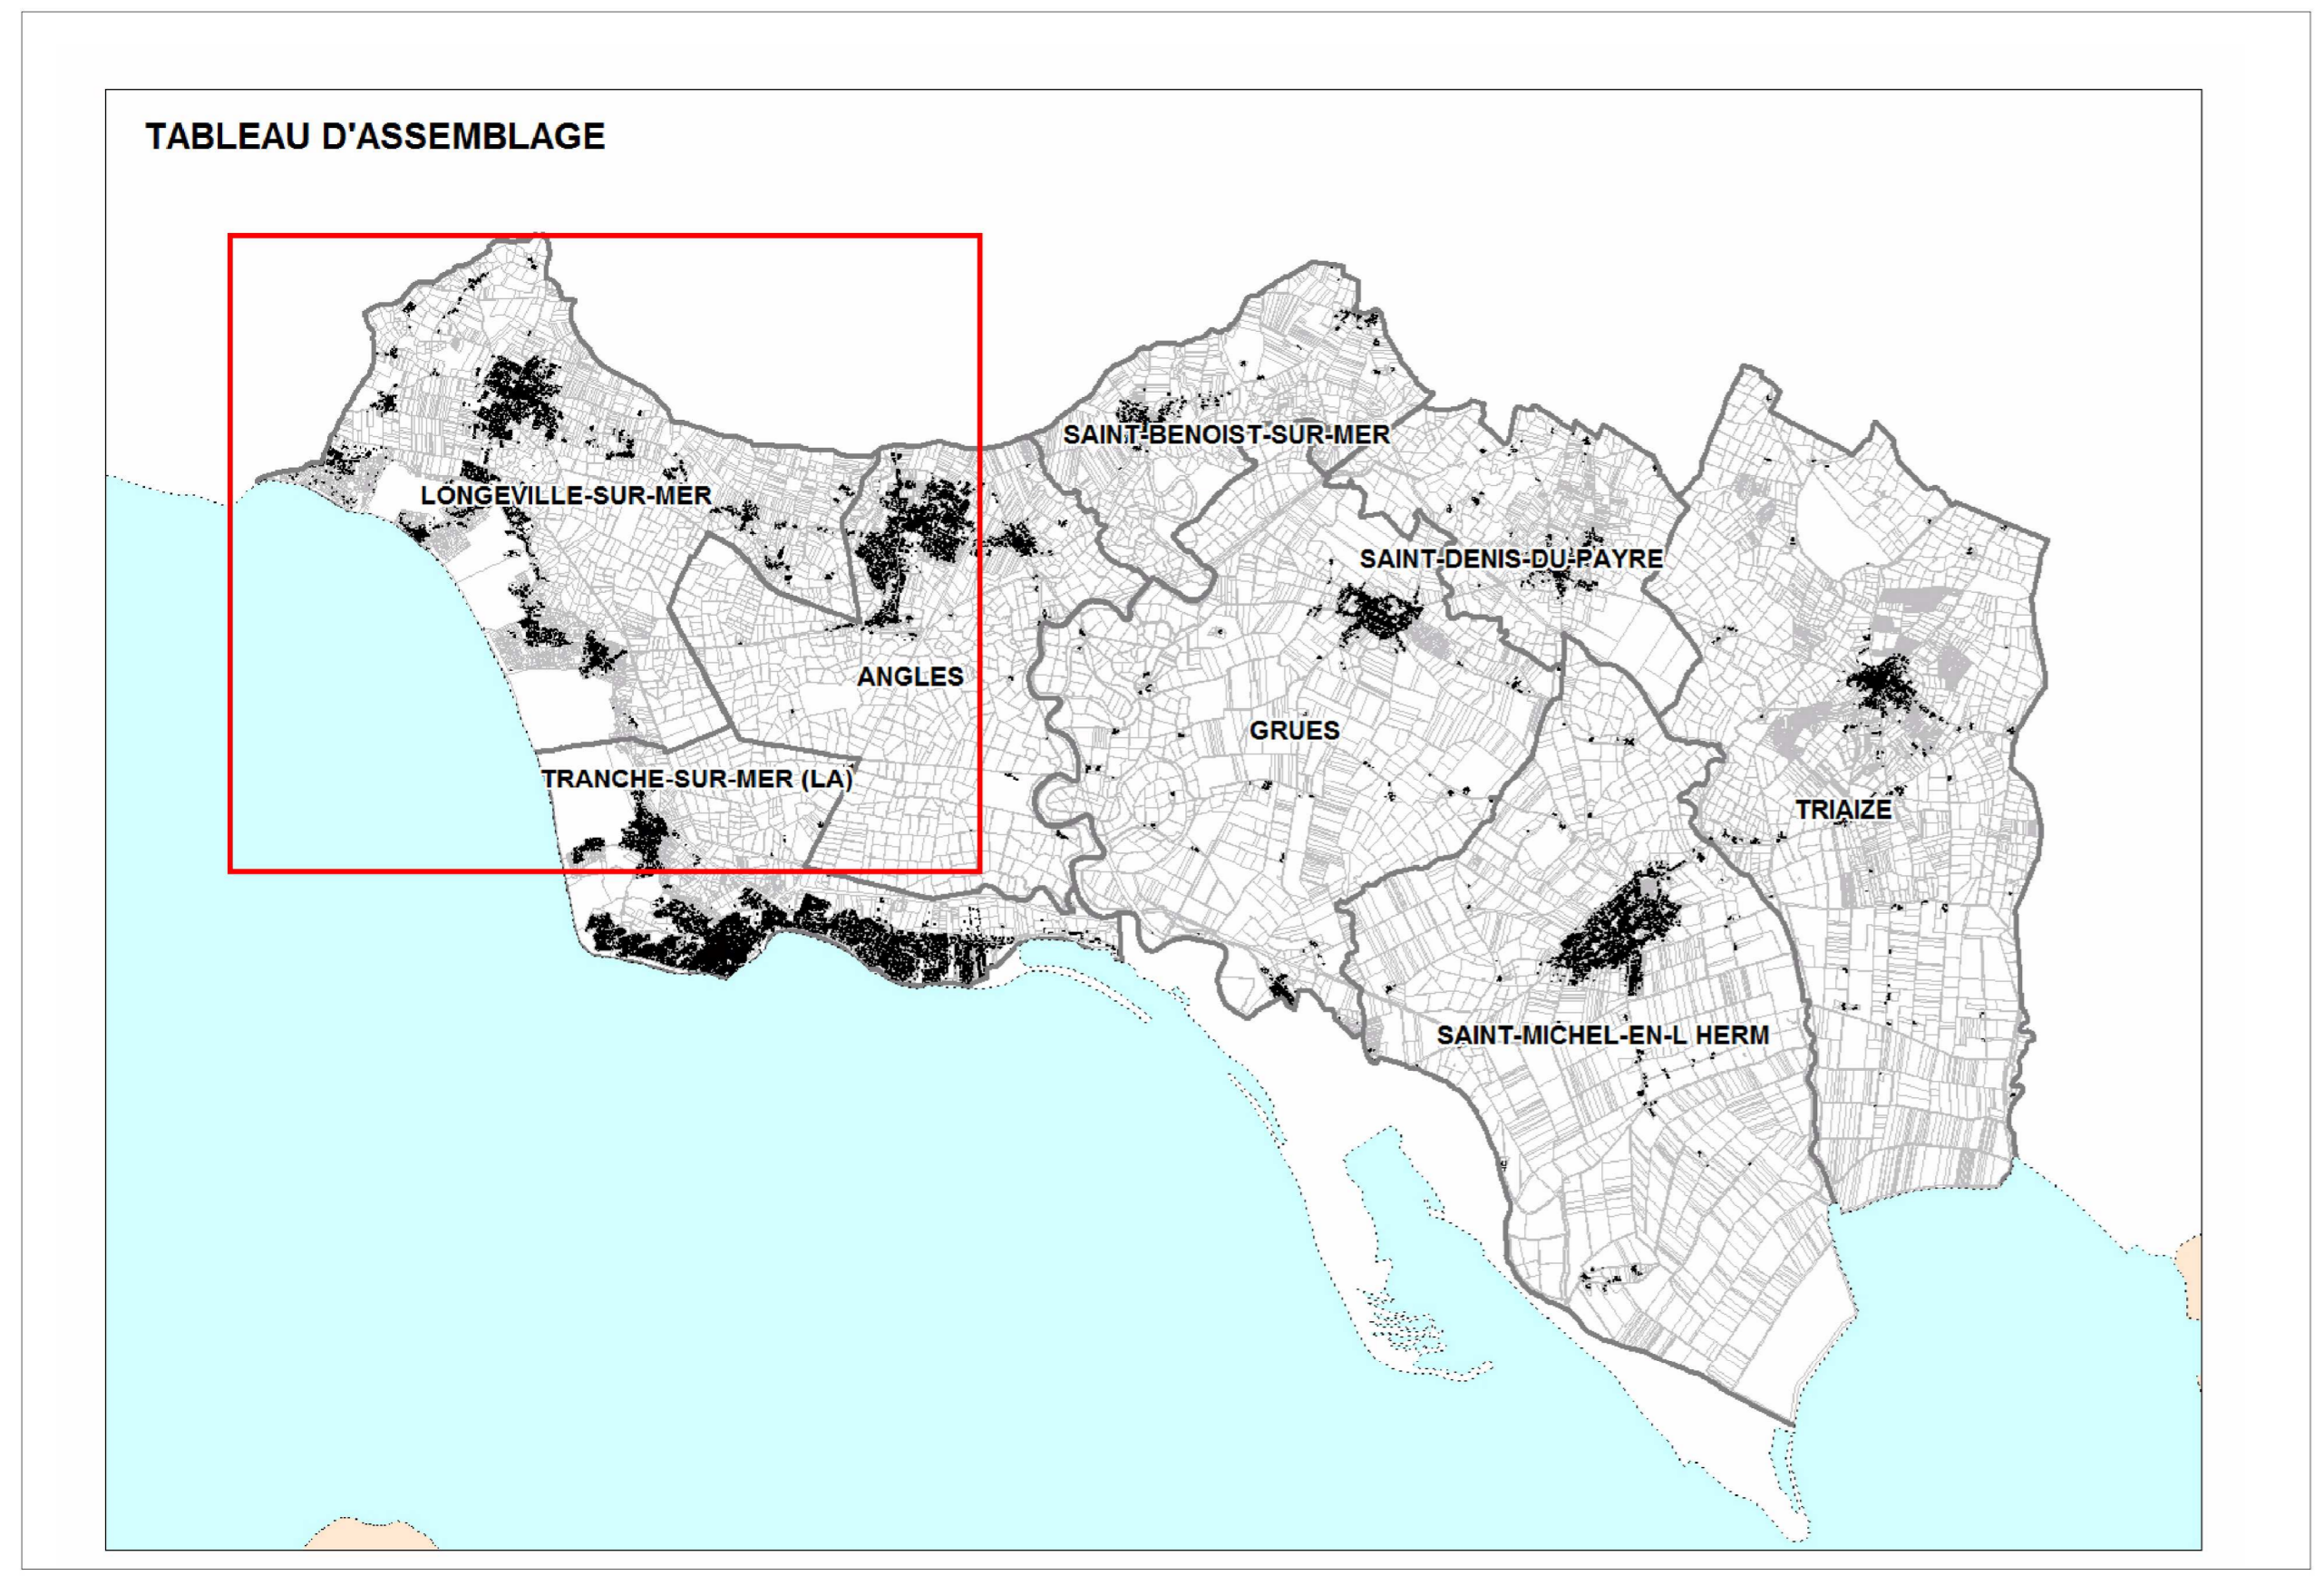 TABLEAU D'ASSEMBLAGE
SAINT-BENOIST-SUR-MER
LONGEVILLE-SUR-MER
SAINT-DENIS-DU-PAYRE
ANGLES
GRUES
TRANCHE-SUR-MER (LA)
TRIAIZE
SAINT-MICHEL-EN-L HERM